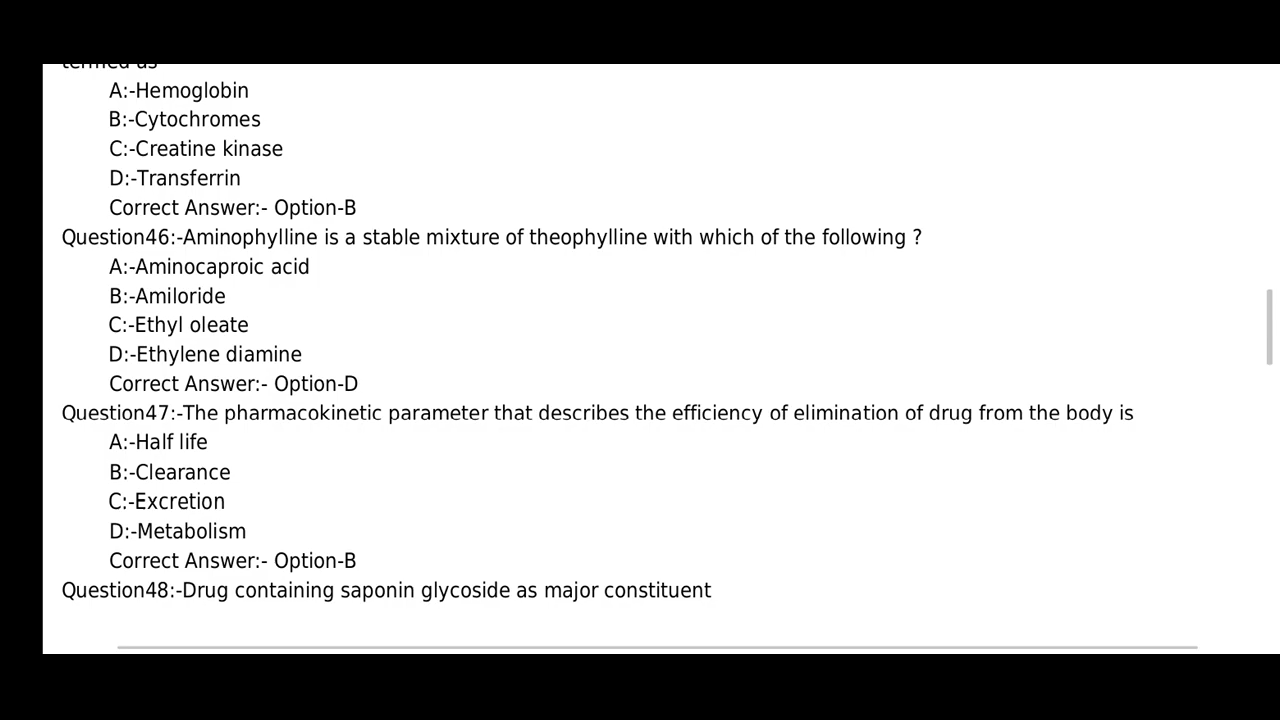 termed as
A:-Hemoglobin
B:-Cytochromes
C:-Creatine kinase
D:-Transferrin
Correct Answer:- Option-B
Question46:-Aminophylline is a stable mixture of theophylline with which of the following ?
A:-Aminocaproic acid
B:-Amiloride
C:-Ethyl oleate
D:-Ethylene diamine
Correct Answer:- Option-D
Question47:-The pharmacokinetic parameter that describes the efficiency of elimination of drug from the body is
A:-Half life
B:-Clearance
C:-Excretion
D:-Metabolism
Correct Answer:- Option-B
Question48:-Drug containing saponin glycoside as major constituent